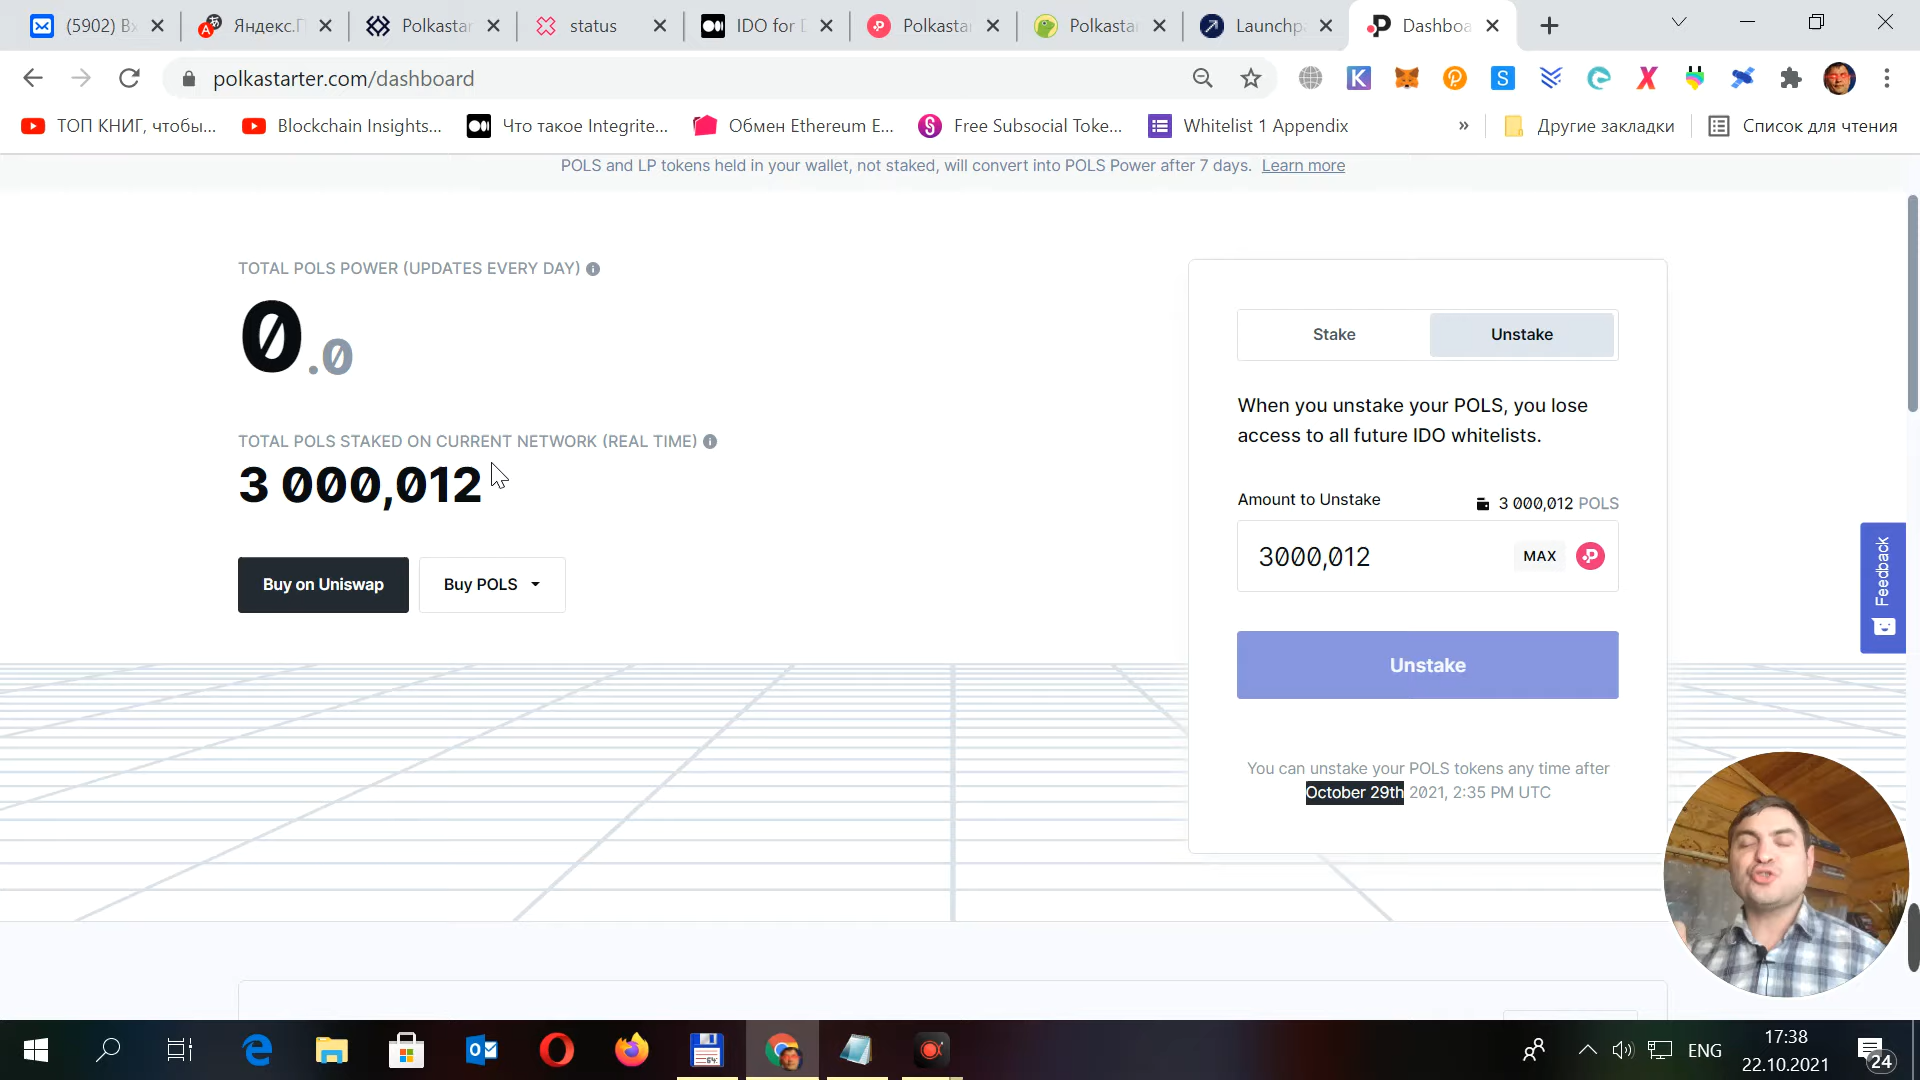 (5902) Вх
Яндекс.П
Polkastar
status
IDO for D
Polkastar
Polkastar
Launchpa
Dashboa
polkastarter.com/dashboard
ТОП КНИГ, чтобы...
Blockchain Insights...
Что такое Integrite...
Обмен Ethereum E...
Free Subsocial Toke...
Whitelist 1 Appendix
»
Другие закладки
Список для чтения
POLS and LP tokens held in your wallet, not staked, will convert into POLS Power after 7 days. Learn more
TOTAL POLS POWER (UPDATES EVERY DAY)
0.0
TOTAL POLS STAKED ON CURRENT NETWORK (REAL TIME)
3 000,012
Buy on Uniswap
Buy POLS
Stake
Unstake
When you unstake your POLS, you lose
access to all future IDO whitelists.
Amount to Unstake
3 000,012 POLS
3000,012
MAX
Unstake
You can unstake your POLS tokens any time after
October 29th 2021, 2:35 PM UTC
Feedback
ENG
17:38
22.10.2021
24